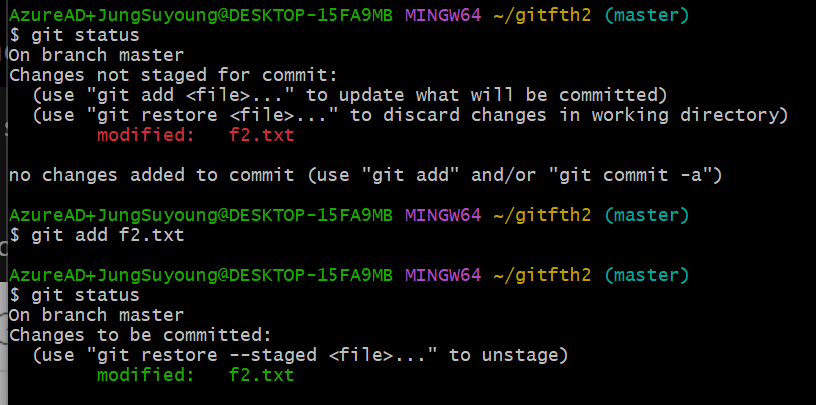 AzureAD+JungSuyoung@DESKTOP-15FA9MB MINGW64 ~/gitfth2 (master)
$ git status
On branch master
Changes not staged for commit:
  (use "git add <file>..." to update what will be committed)
  (use "git restore <file>..." to discard changes in working directory)
        modified:   f2.txt

no changes added to commit (use "git add" and/or "git commit -a")

AzureAD+JungSuyoung@DESKTOP-15FA9MB MINGW64 ~/gitfth2 (master)
$ git add f2.txt

AzureAD+JungSuyoung@DESKTOP-15FA9MB MINGW64 ~/gitfth2 (master)
$ git status
On branch master
Changes to be committed:
  (use "git restore --staged <file>..." to unstage)
        modified:   f2.txt